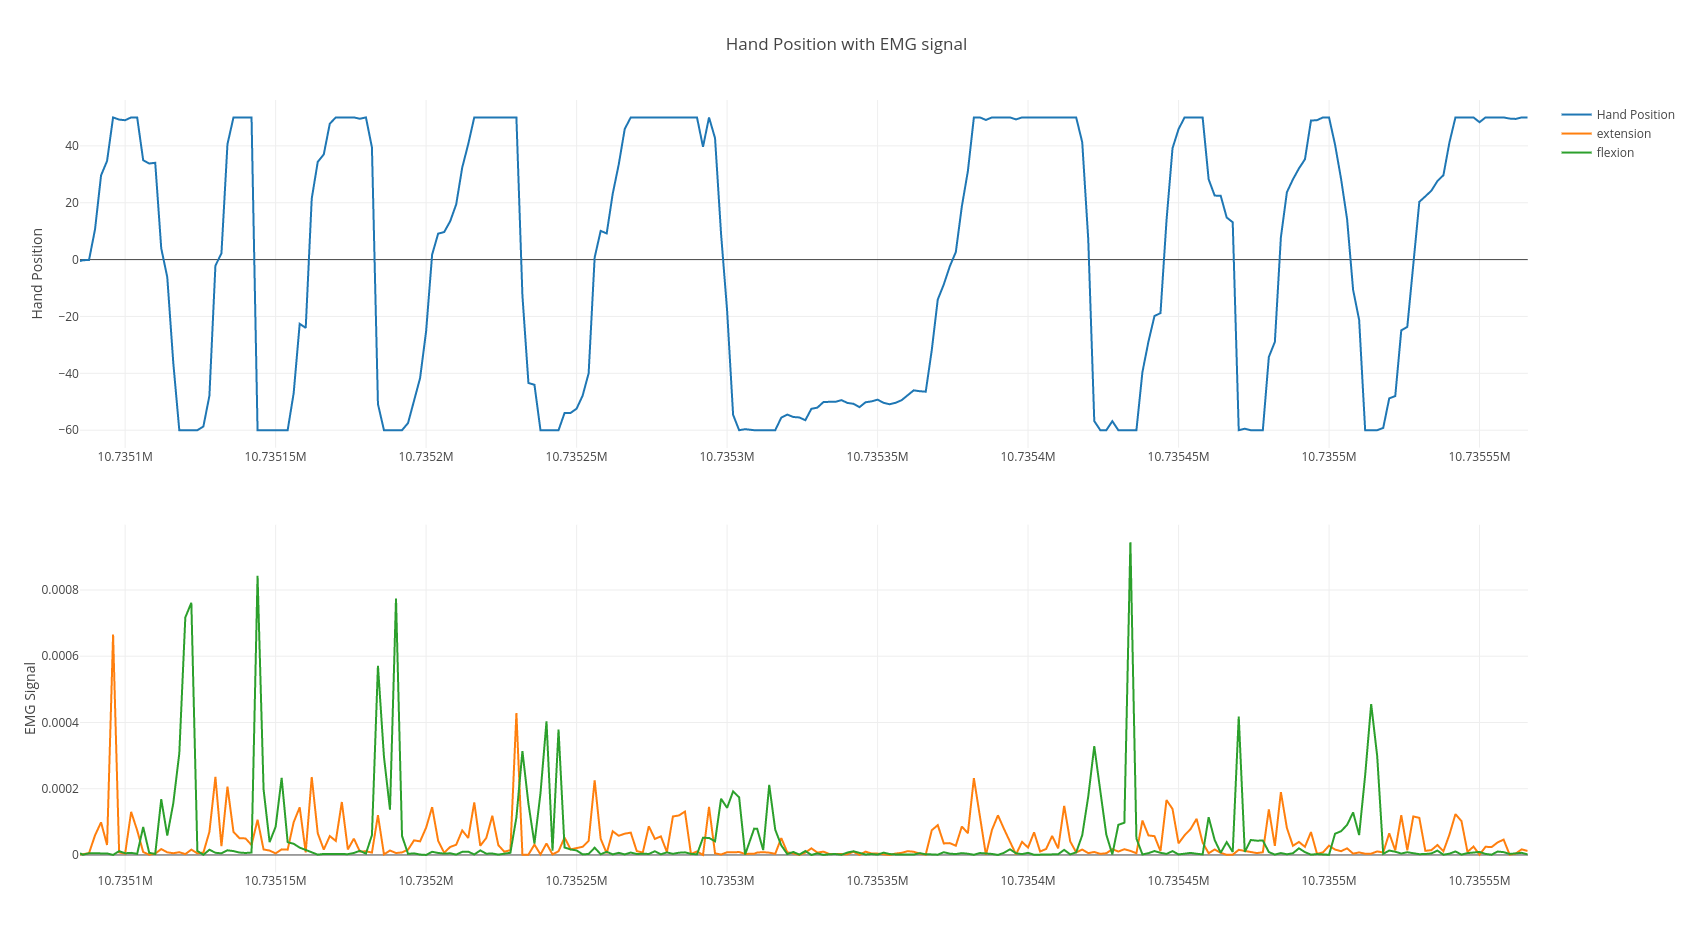 Hand Position with EMG signal
Hand Position
extension
flexion
Hand Position
40
20
0
−20
−40
−60
10.7351M 10.73515M 10.7352M 10.73525M 10.7353M 10.73535M 10.7354M 10.73545M 10.7355M 10.73555M
EMG Signal
0.0008
0.0006
0.0004
0.0002
0
10.7351M 10.73515M 10.7352M 10.73525M 10.7353M 10.73535M 10.7354M 10.73545M 10.7355M 10.73555M